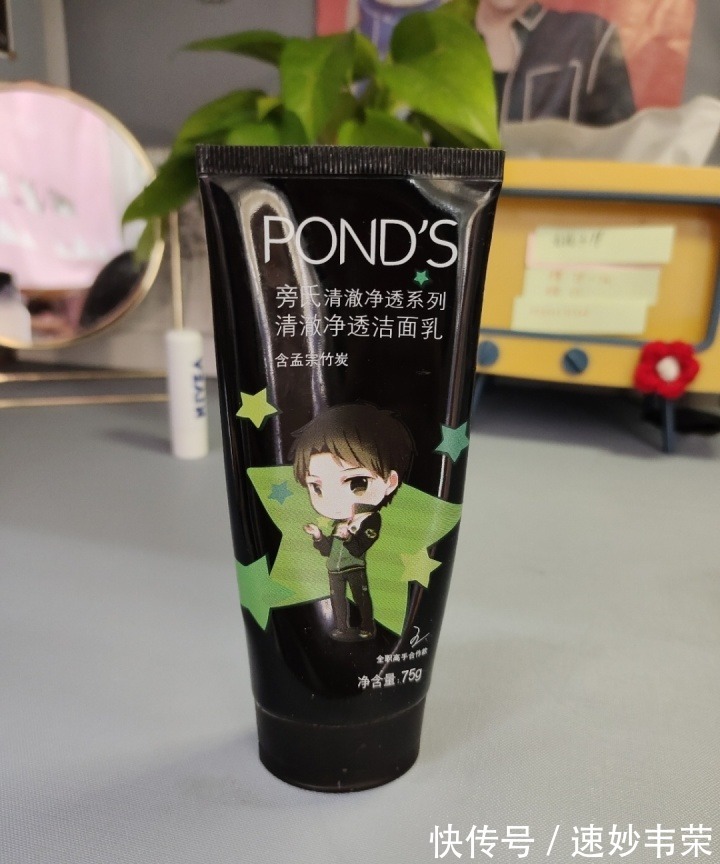 POND'S
旁氏清澈净透系列
清澈净透洁面乳
含孟宗竹炭
全职高手合作款
净含量:75g
NIVEA
快传号 / 速妙韦荣